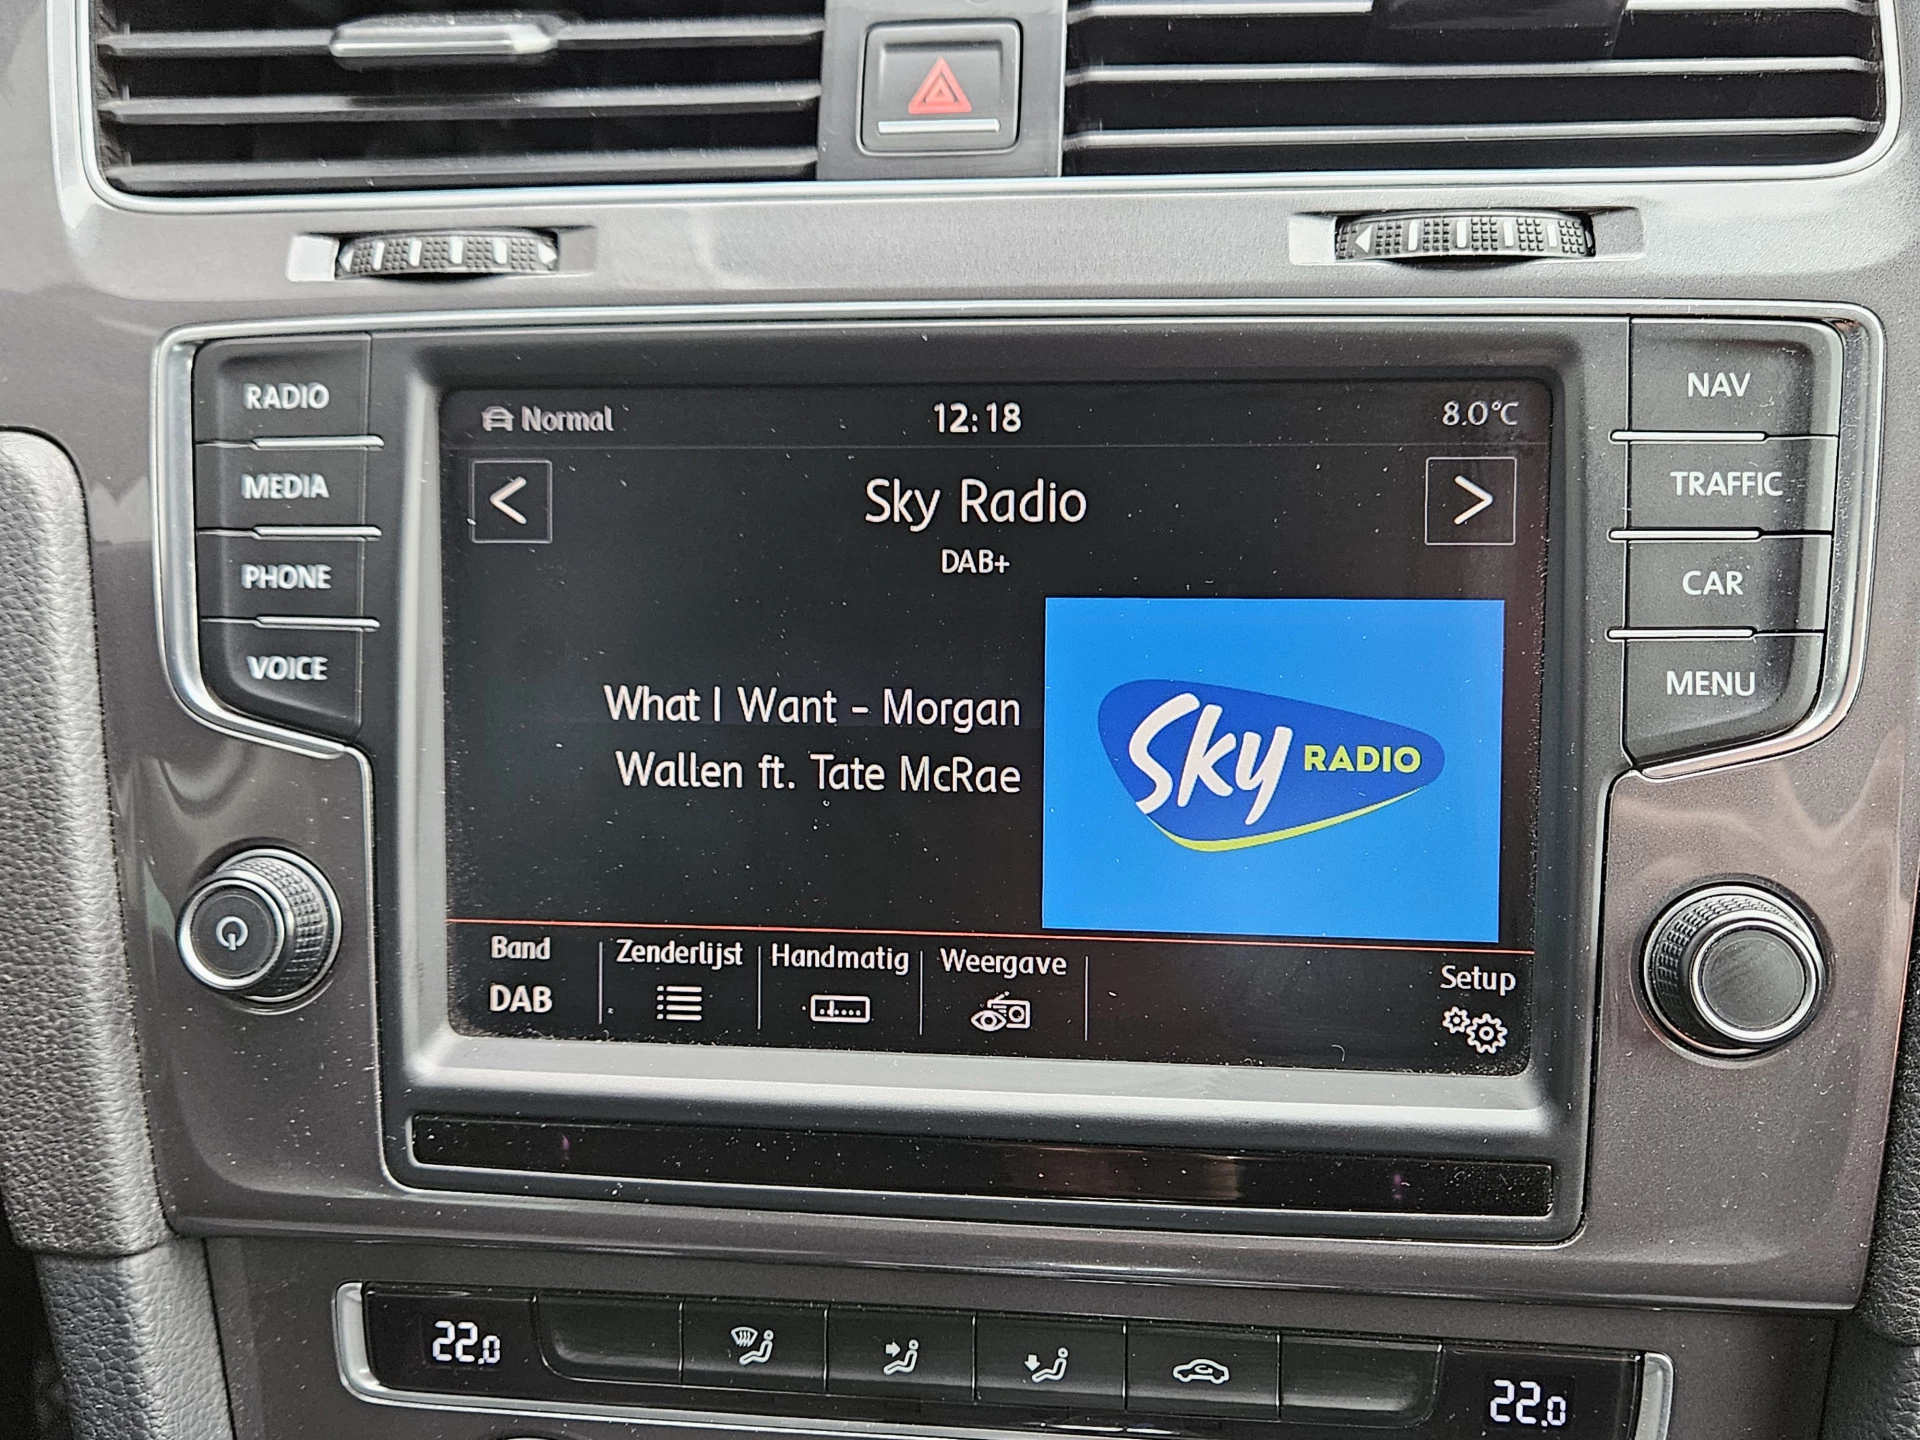 RADIO
MEDIA
PHONE
VOICE
NAV
TRAFFIC
CAR
MENU
Normal 12:18 8.0°C
< Sky Radio >
DAB+
What I Want - Morgan
Wallen ft. Tate McRae
Sky RADIO
Band Zenderlijst Handmatig Weergave Setup
DAB
22.0 22.0